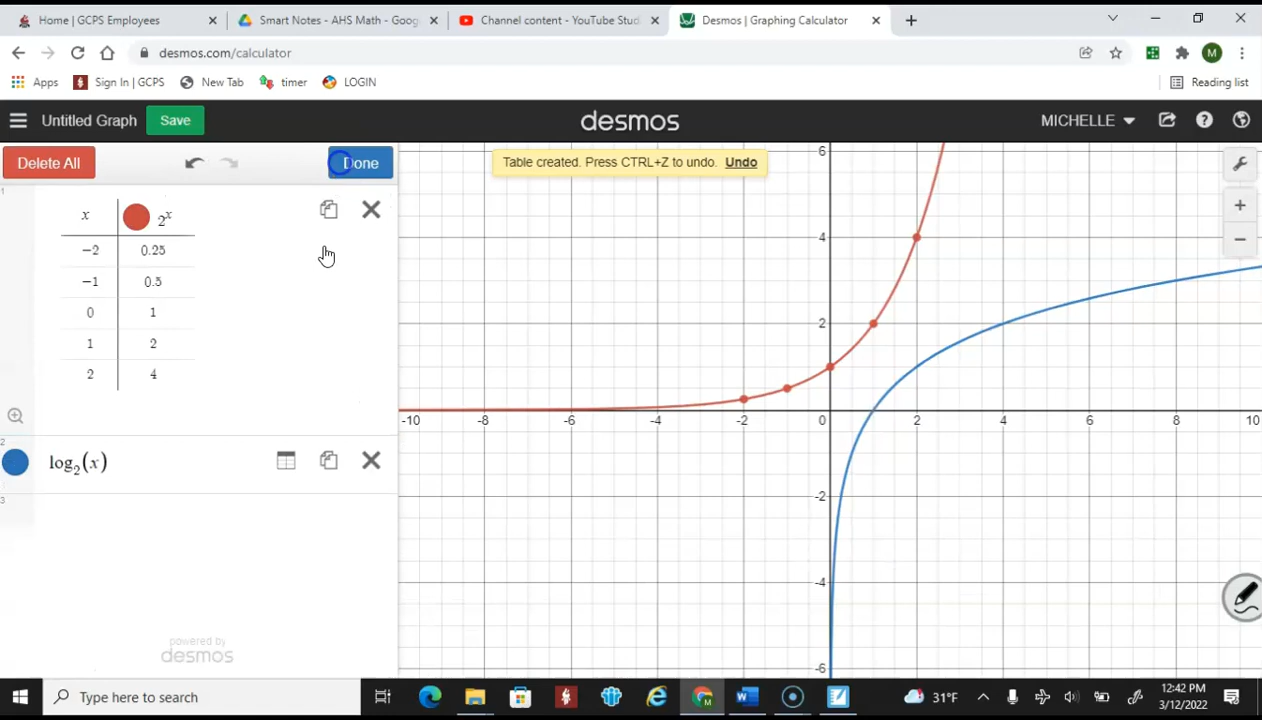 Home | GCPS Employees
Smart Notes - AHS Math - Goog
Channel content - YouTube Stud
Desmos | Graphing Calculator
desmos.com/calculator
Apps Sign In | GCPS New Tab timer LOGIN Reading list
Untitled Graph Save desmos MICHELLE
Delete All Done Table created. Press CTRL+Z to undo. Undo
1
x 2ˣ
−2 0.25
−1 0.5
0 1
1 2
2 4
2
log₂(x)
3
powered by
desmos
6
4
2
-10 -8 -6 -4 -2 0 2 4 6 8 10
-2
-4
-6
Type here to search
31°F
12:42 PM
3/12/2022